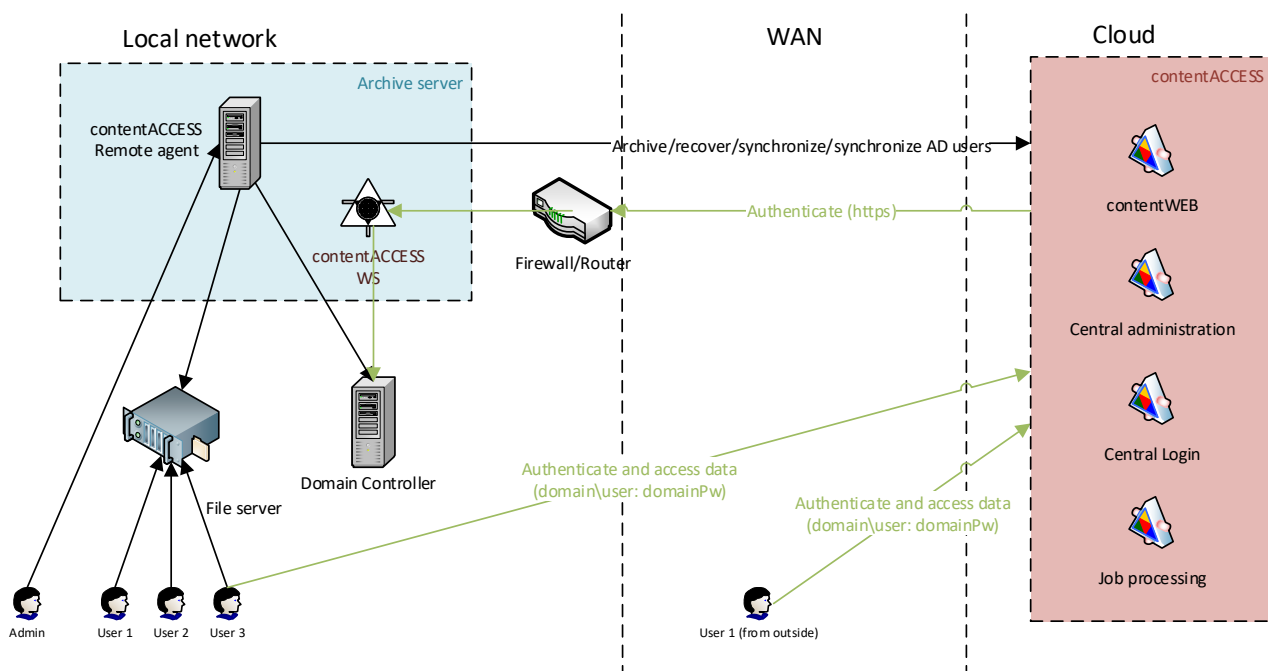 Local network
WAN
Cloud
Archive server
contentACCESS
contentACCESS
Remote agent
Archive/recover/synchronize/synchronize AD users
contentWEB
Authenticate (https)
contentACCESS
WS
Firewall/Router
Central administration
Central Login
Domain Controller
Authenticate and access data
(domain\user: domainPw)
File server
Authenticate and access data
(domain\user: domainPw)
Job processing
Admin
User 1
User 2
User 3
User 1 (from outside)